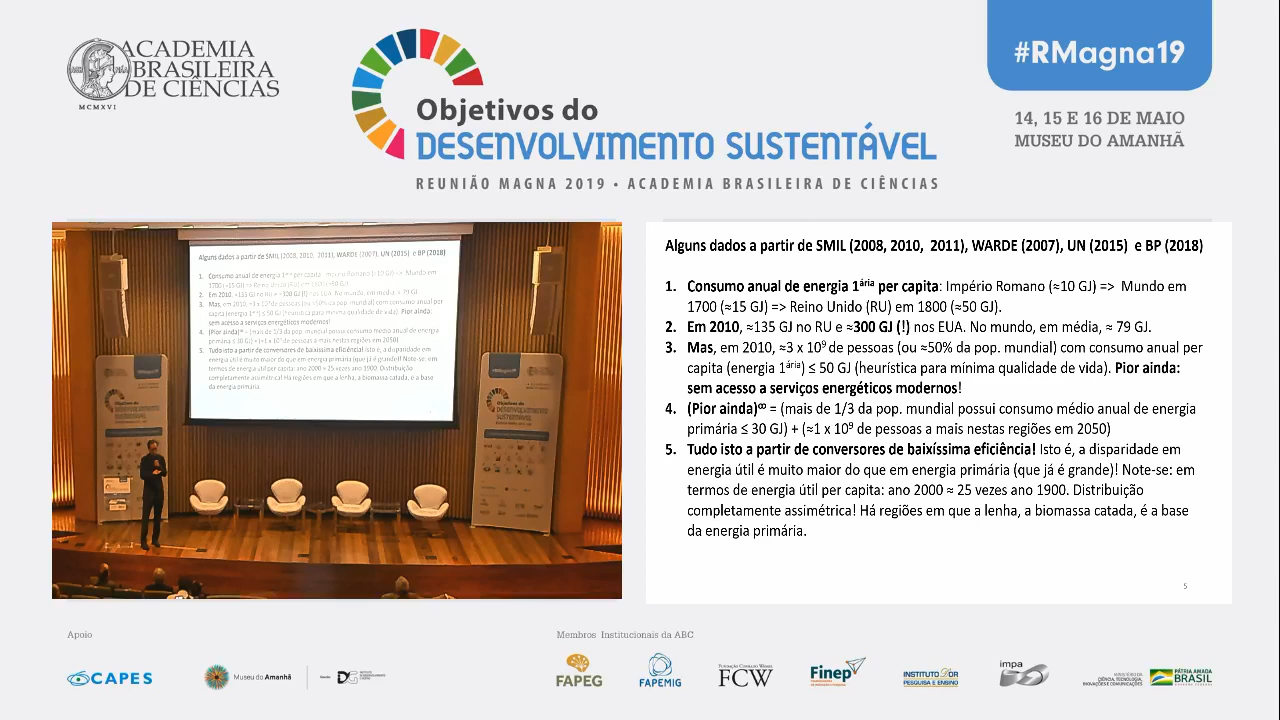 ACADEMIA
BRASILEIRA
DE CIÊNCIAS
MCMXVI
Objetivos do
DESENVOLVIMENTO SUSTENTÁVEL
REUNIÃO MAGNA 2019 • ACADEMIA BRASILEIRA DE CIÊNCIAS
#RMagna19
14, 15 E 16 DE MAIO
MUSEU DO AMANHÃ
Alguns dados a partir de SMIL (2008, 2010, 2011), WARDE (2007), UN (2015) e BP (2018)
1. Consumo anual de energia 1ária per capita: Império Romano (≈10 GJ) => Mundo em
1700 (≈15 GJ) => Reino Unido (RU) em 1800 (≈50 GJ).
2. Em 2010, ≈135 GJ no RU e ≈300 GJ (!) nos EUA. No mundo, em média, ≈ 79 GJ.
3. Mas, em 2010, ≈3 x 10⁹ de pessoas (ou ≈50% da pop. mundial) com consumo anual per
capita (energia 1ária) ≤ 50 GJ (heurística para mínima qualidade de vida). Pior ainda:
sem acesso a serviços energéticos modernos!
4. (Pior ainda)∞ = (mais de 1/3 da pop. mundial possui consumo médio anual de energia
primária ≤ 30 GJ) + (≈1 x 10⁹ de pessoas a mais nestas regiões em 2050)
5. Tudo isto a partir de conversores de baixíssima eficiência! Isto é, a disparidade em
energia útil é muito maior do que em energia primária (que já é grande)! Note-se: em
termos de energia útil per capita: ano 2000 ≈ 25 vezes ano 1900. Distribuição
completamente assimétrica! Há regiões em que a lenha, a biomassa catada, é a base
da energia primária.
5
Apoio
Membros Institucionais da ABC
CAPES
Museu do Amanhã
FAPEG
FAPEMIG
FUNDAÇÃO CONRADO WESSEL
FCW
Finep
INSTITUTO D'OR
PESQUISA E ENSINO
impa
MINISTÉRIO DA
CIÊNCIA, TECNOLOGIA,
INOVAÇÕES E COMUNICAÇÕES
PÁTRIA AMADA
BRASIL